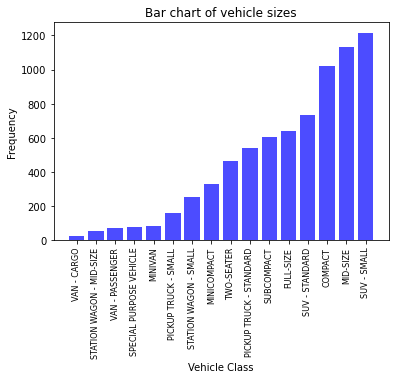 Bar chart of vehicle sizes
Frequency
1200
1000
800
600
400
200
0
VAN - CARGO
STATION WAGON - MID-SIZE
VAN - PASSENGER
SPECIAL PURPOSE VEHICLE
MINIVAN
PICKUP TRUCK - SMALL
STATION WAGON - SMALL
MINICOMPACT
TWO-SEATER
PICKUP TRUCK - STANDARD
SUBCOMPACT
FULL-SIZE
SUV - STANDARD
COMPACT
MID-SIZE
SUV - SMALL
Vehicle Class